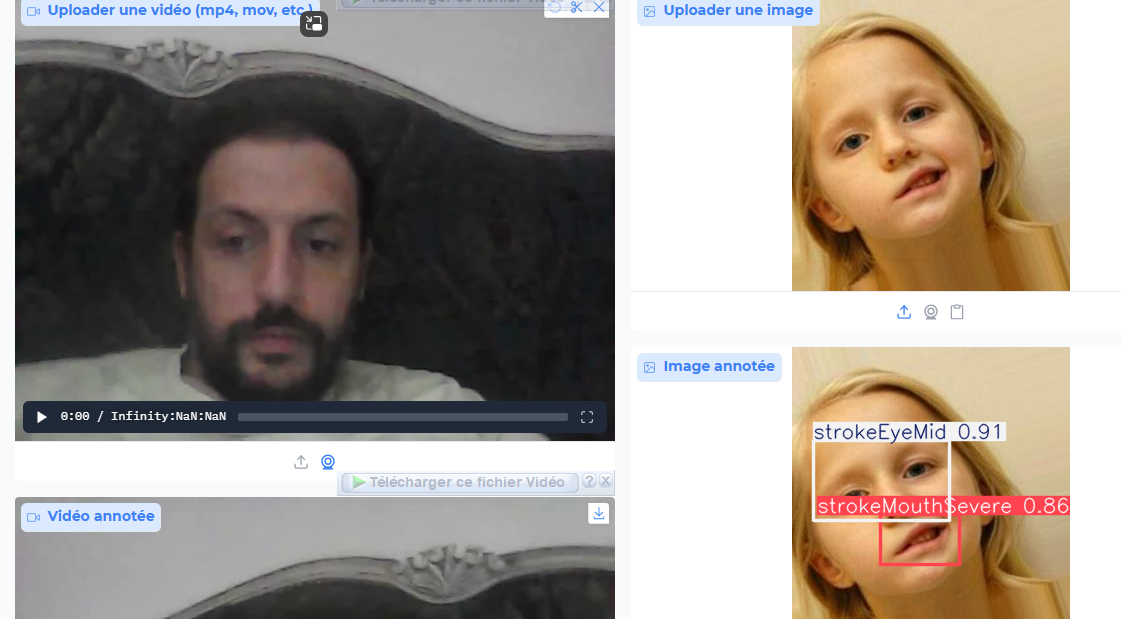 Uploader une vidéo (mp4, mov, etc.)
Uploader une image
0:00 / Infinity:NaN:NaN
Télécharger ce fichier Vidéo ? X
Vidéo annotée
Image annotée
strokeEyeMid 0.91
strokeMouthSevere 0.86